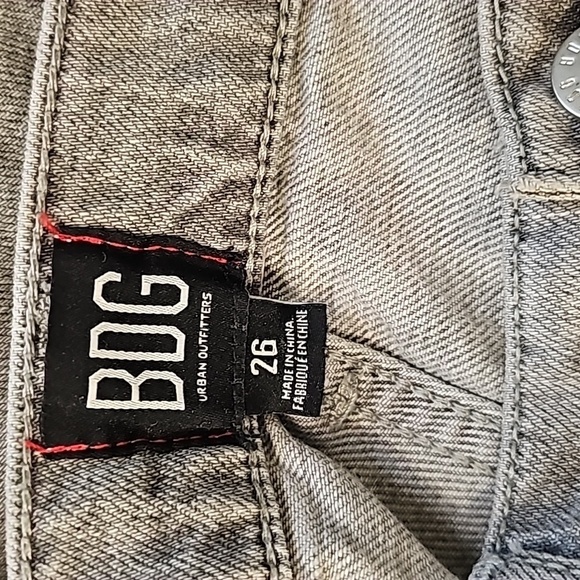 BDG
URBAN OUTFITTERS
26
MADE IN CHINA.
FABRIQUÉ EN CHINE